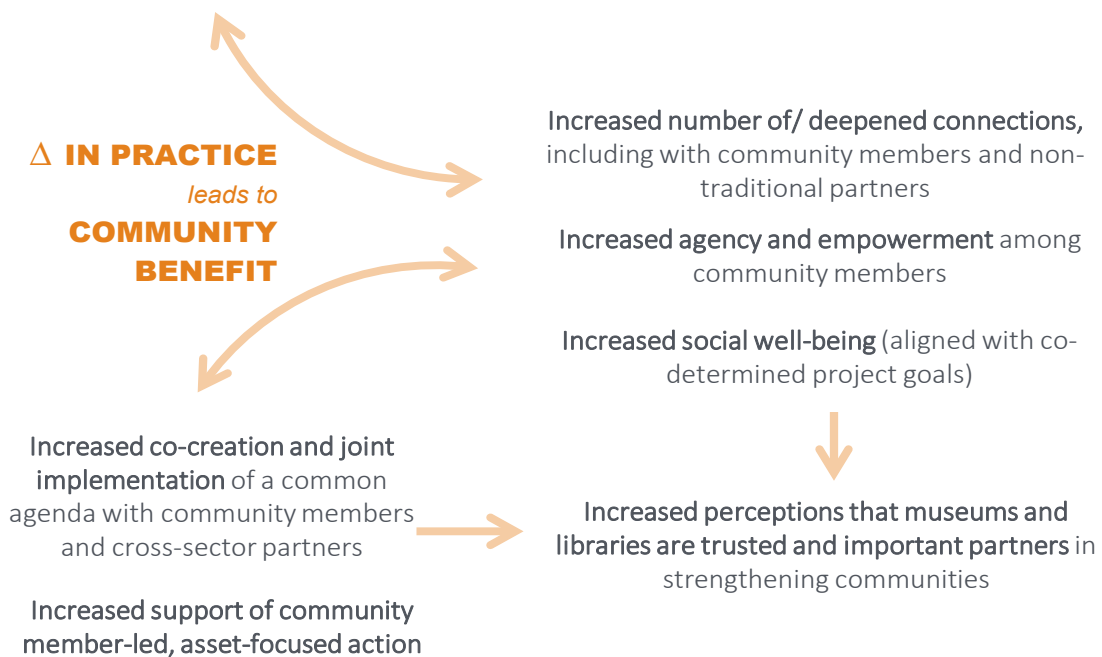 Δ IN PRACTICE
leads to
COMMUNITY
BENEFIT
Increased number of/ deepened connections,
including with community members and non-
traditional partners
Increased agency and empowerment among
community members
Increased social well-being (aligned with co-
determined project goals)
Increased co-creation and joint
implementation of a common
agenda with community members
and cross-sector partners
Increased support of community
member-led, asset-focused action
Increased perceptions that museums and
libraries are trusted and important partners in
strengthening communities